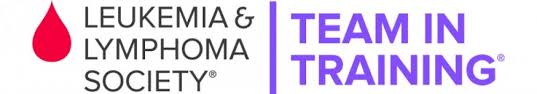 LEUKEMIA &
LYMPHOMA
SOCIETY®
TEAM IN
TRAINING®